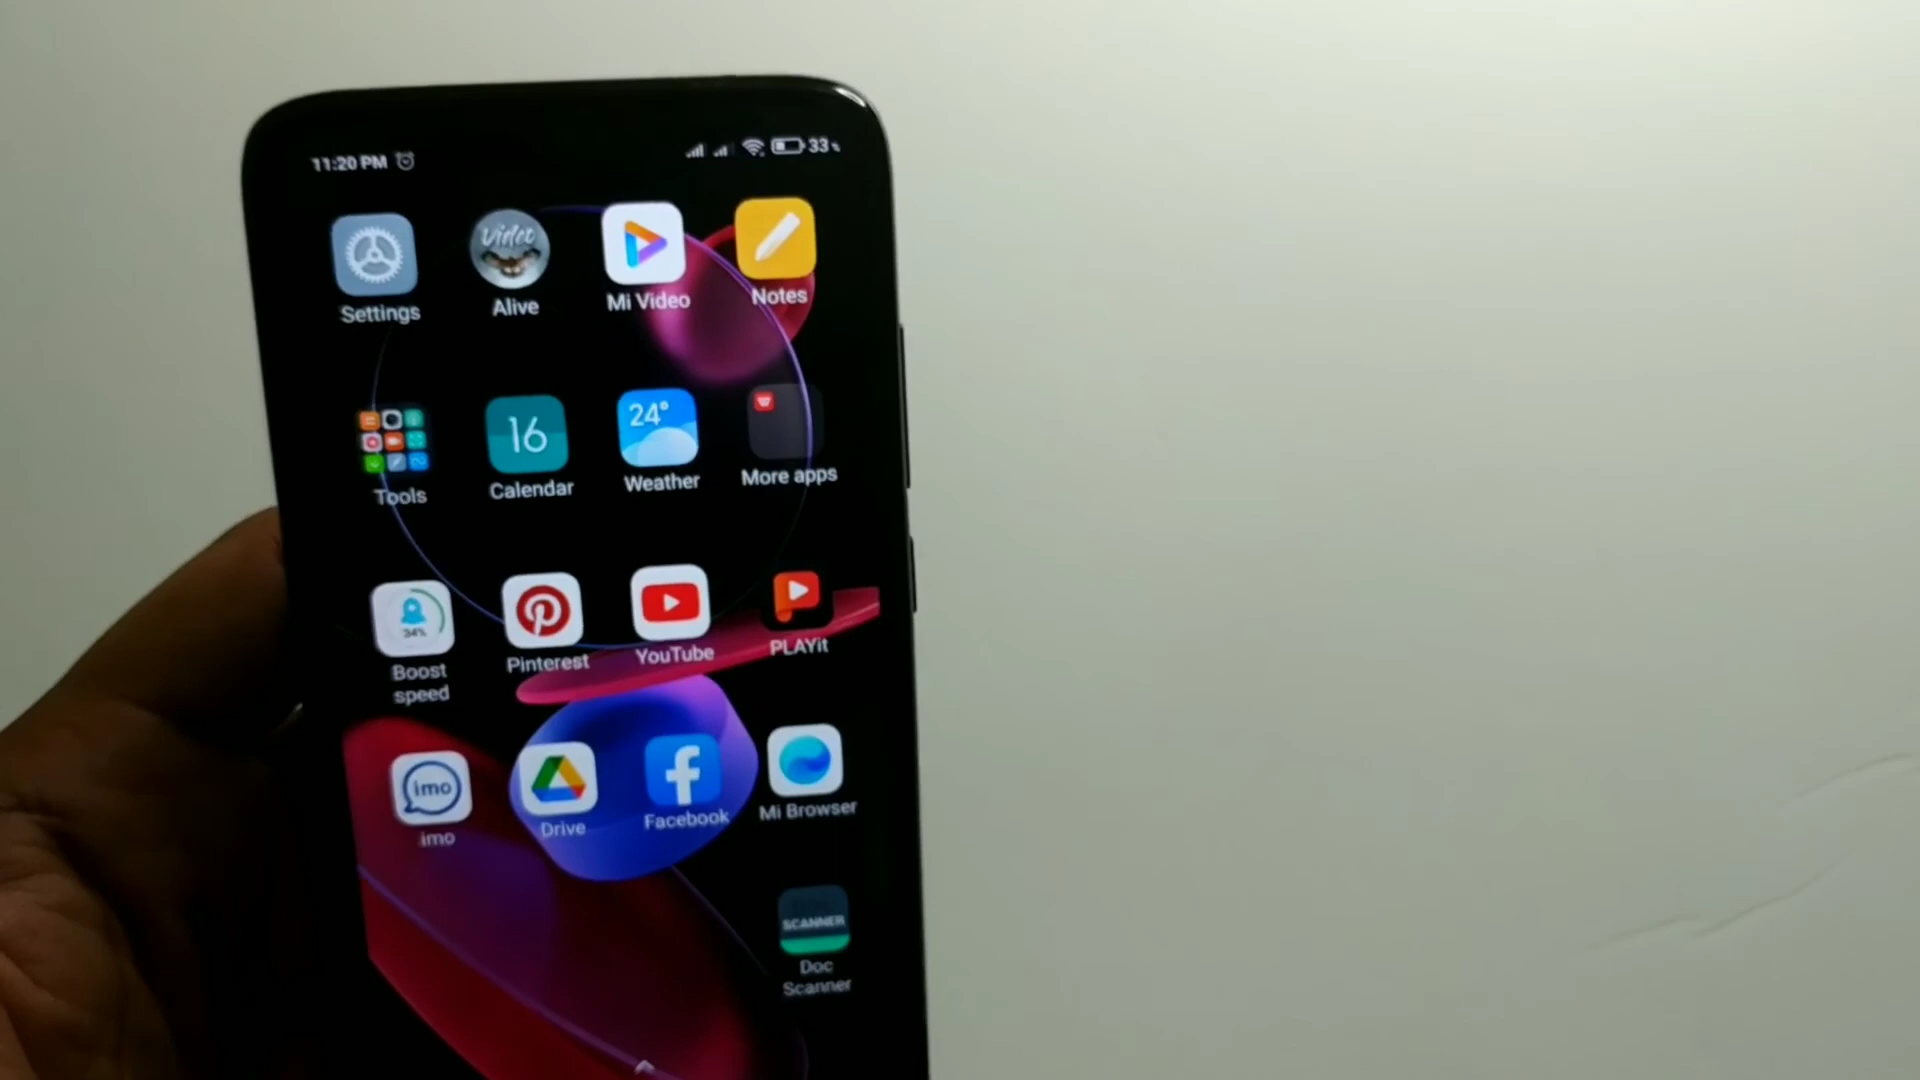 11:20 PM 33%
Video
Settings Alive Mi Video Notes
24°
16
Tools Calendar Weather More apps
34%
Boost speed Pinterest YouTube PLAYit
imo
imo Drive Facebook Mi Browser
SCANNER
Doc
Scanner